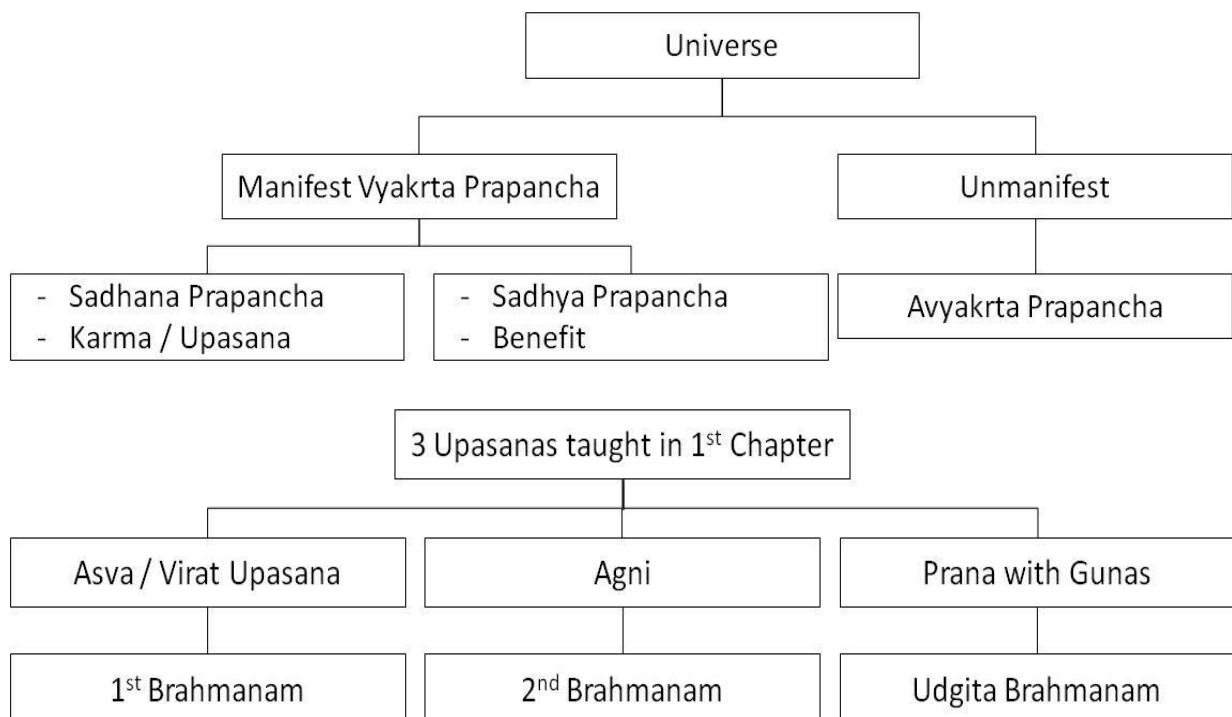 Universe
Manifest Vyakrta Prapancha
Unmanifest
- Sadhana Prapancha
- Karma / Upasana
- Sadhya Prapancha
- Benefit
Avyakrta Prapancha
3 Upasanas taught in 1st Chapter
Asva / Virat Upasana
Agni
Prana with Gunas
1st Brahmanam
2nd Brahmanam
Udgita Brahmanam